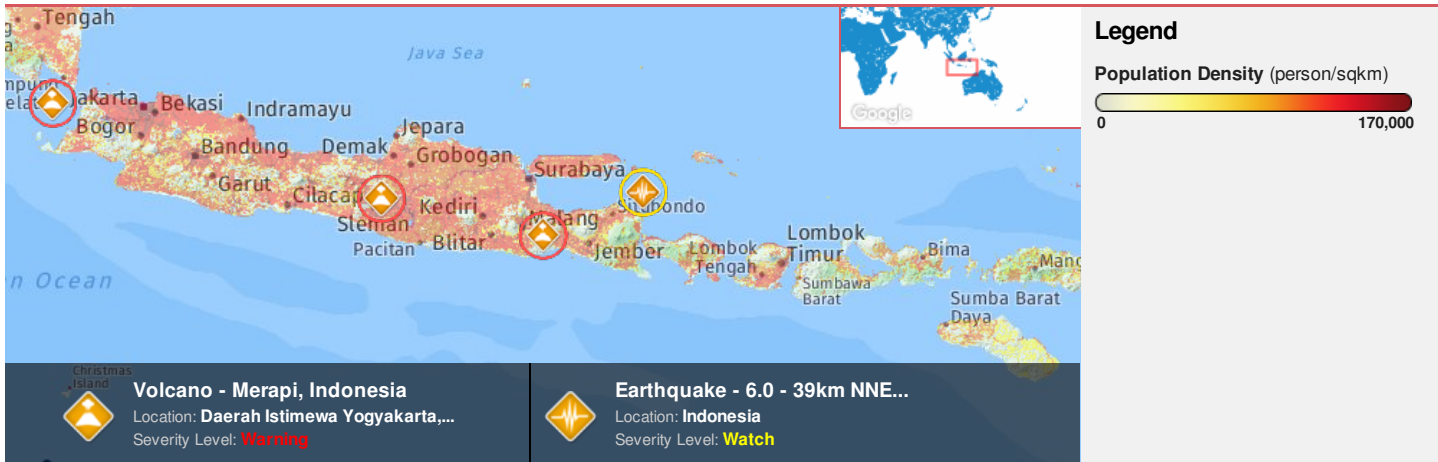 Tengah
Java Sea
Jakarta
Bekasi
Indramayu
Bogor
Jepara
Bandung
Demak
Grobogan
Surabaya
Garut
Cilacap
Kediri
Situbondo
Sleman
Malang
Pacitan
Blitar
Jember
Lombok
Tengah
Lombok
Timur
Bima
Mang
Sumbawa
Barat
n Ocean
Sumba Barat
Daya
Christmas
Island
Google
Legend
Population Density (person/sqkm)
0
170,000
Volcano - Merapi, Indonesia
Location: Daerah Istimewa Yogyakarta,...
Severity Level: Warning
Earthquake - 6.0 - 39km NNE...
Location: Indonesia
Severity Level: Watch